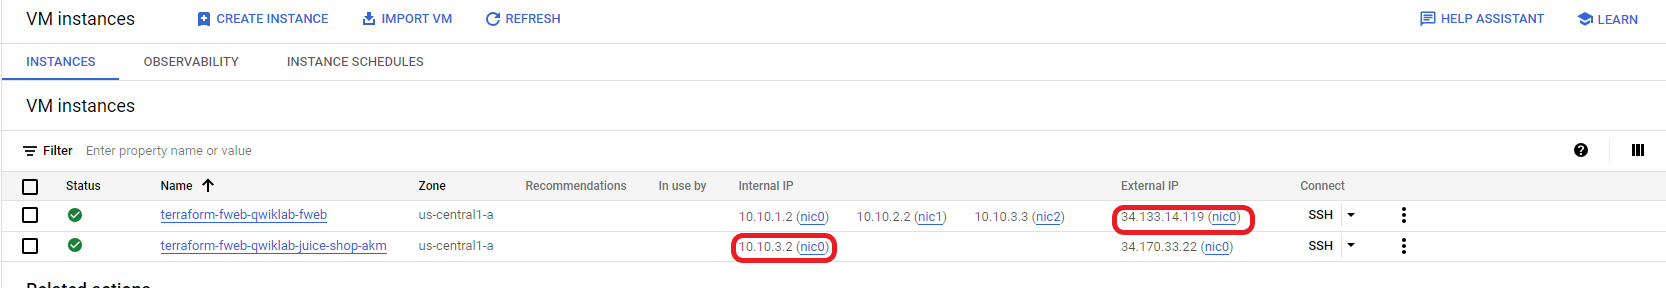 VM instances CREATE INSTANCE IMPORT VM REFRESH HELP ASSISTANT LEARN
INSTANCES OBSERVABILITY INSTANCE SCHEDULES
VM instances
Filter Enter property name or value
Status Name Zone Recommendations In use by Internal IP External IP Connect
terraform-fweb-qwiklab-fweb us-central1-a 10.10.1.2 (nic0) 10.10.2.2 (nic1) 10.10.3.3 (nic2) 34.133.14.119 (nic0) SSH
terraform-fweb-qwiklab-juice-shop-akm us-central1-a 10.10.3.2 (nic0) 34.170.33.22 (nic0) SSH
Related actions